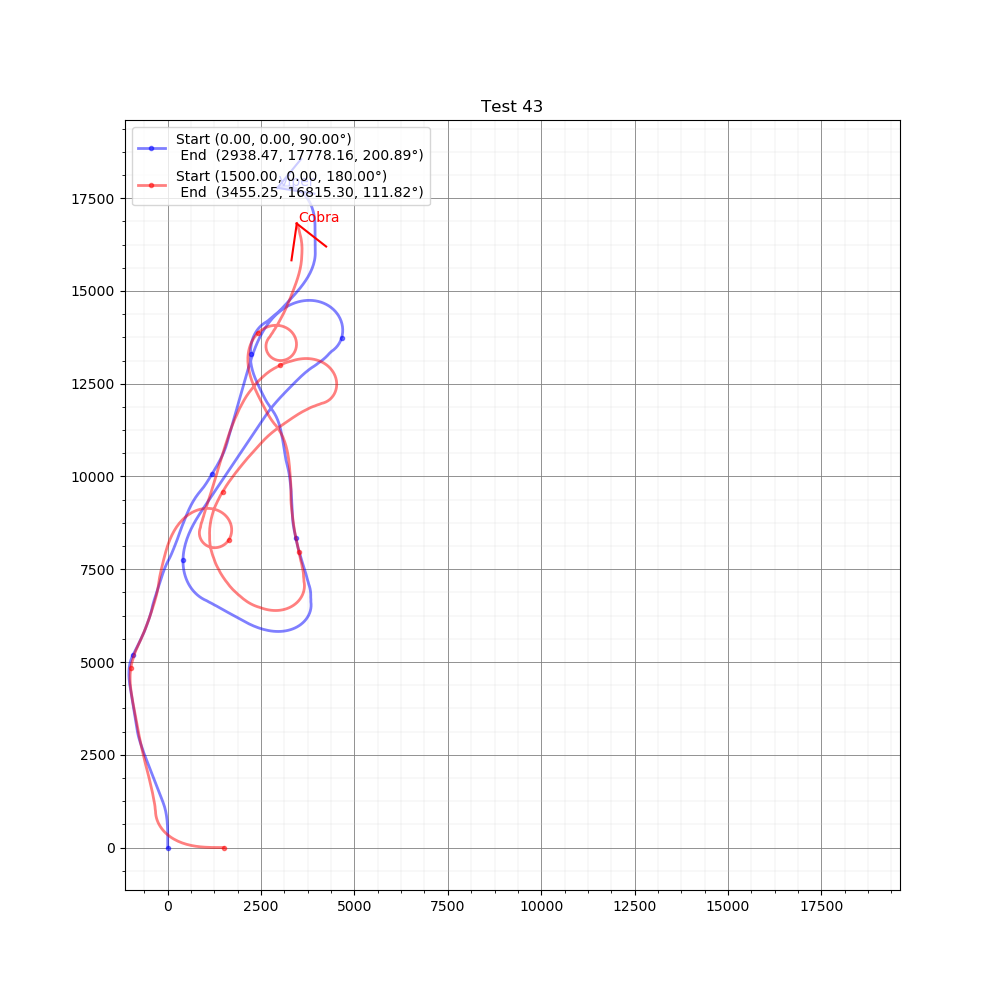 Test 43
Start (0.00, 0.00, 90.00°)
End (2938.47, 17778.16, 200.89°)
Start (1500.00, 0.00, 180.00°)
End (3455.25, 16815.30, 111.82°)
Cobra
17500
15000
12500
10000
7500
5000
2500
0
0 2500 5000 7500 10000 12500 15000 17500